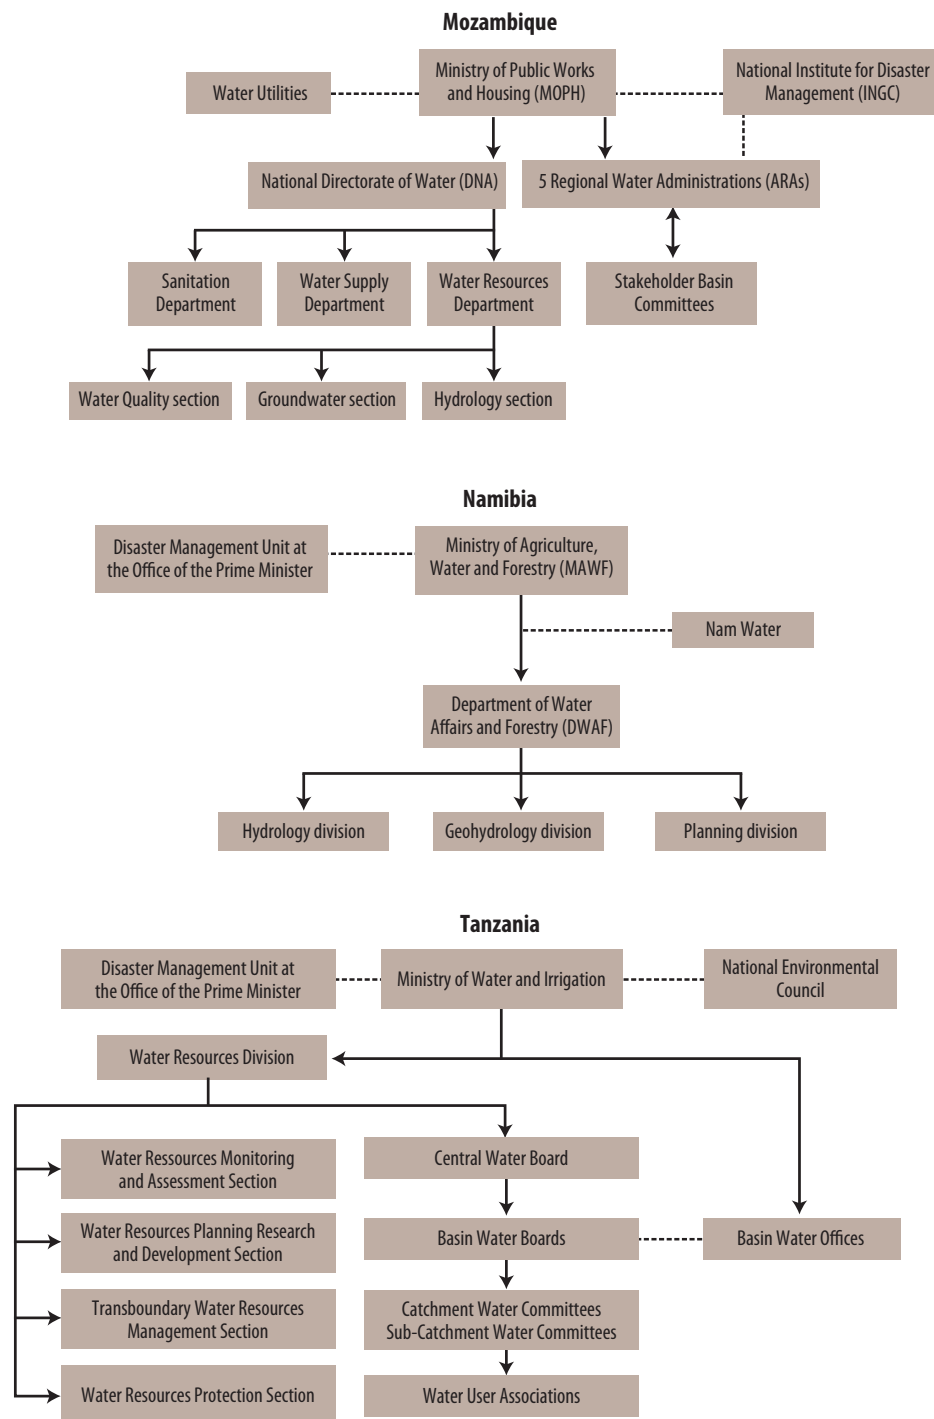 Mozambique
Water Utilities
Ministry of Public Works
and Housing (MOPH)
National Institute for Disaster
Management (INGC)
National Directorate of Water (DNA)
5 Regional Water Administrations (ARAs)
Sanitation
Department
Water Supply
Department
Water Resources
Department
Stakeholder Basin
Committees
Water Quality section
Groundwater section
Hydrology section
Namibia
Disaster Management Unit at
the Office of the Prime Minister
Ministry of Agriculture,
Water and Forestry (MAWF)
Nam Water
Department of Water
Affairs and Forestry (DWAF)
Hydrology division
Geohydrology division
Planning division
Tanzania
Disaster Management Unit at
the Office of the Prime Minister
Ministry of Water and Irrigation
National Environmental
Council
Water Resources Division
Water Ressources Monitoring
and Assessment Section
Central Water Board
Water Resources Planning Research
and Development Section
Basin Water Boards
Basin Water Offices
Transboundary Water Resources
Management Section
Catchment Water Committees
Sub-Catchment Water Committees
Water Resources Protection Section
Water User Associations